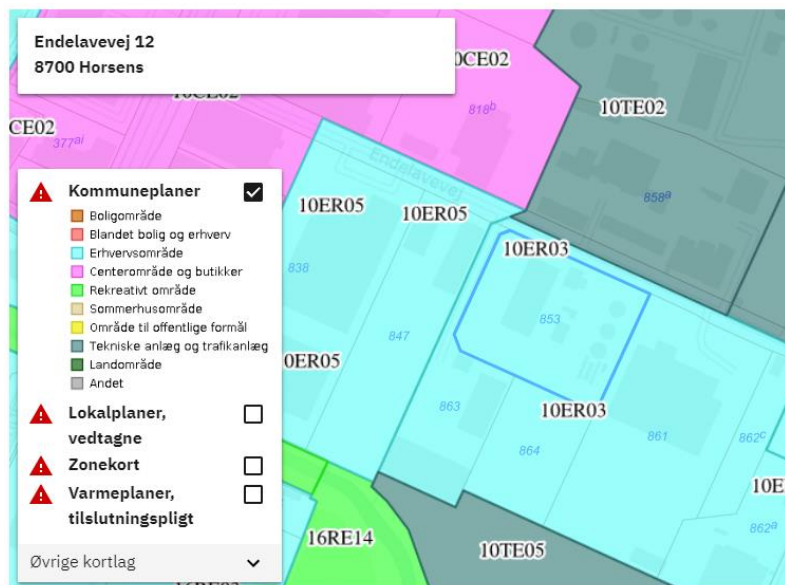 Endelavevej 12
8700 Horsens
0CE02
10TE02
CE02
377ai
818b
858a
Endelavevej
Kommuneplaner
Boligområde
Blandet bolig og erhverv
Erhvervsområde
Centerområde og butikker
Rekreativt område
Sommerhusområde
Område til offentlige formål
Tekniske anlæg og trafikanlæg
Landområde
Andet
Lokalplaner,
vedtagne
Zonekort
Varmeplaner,
tilslutningspligt
Øvrige kortlag
10ER05
10ER05
10ER03
838
853
847
0ER05
863
10ER03
864
861
862c
10E
862a
16RE14
10TE05